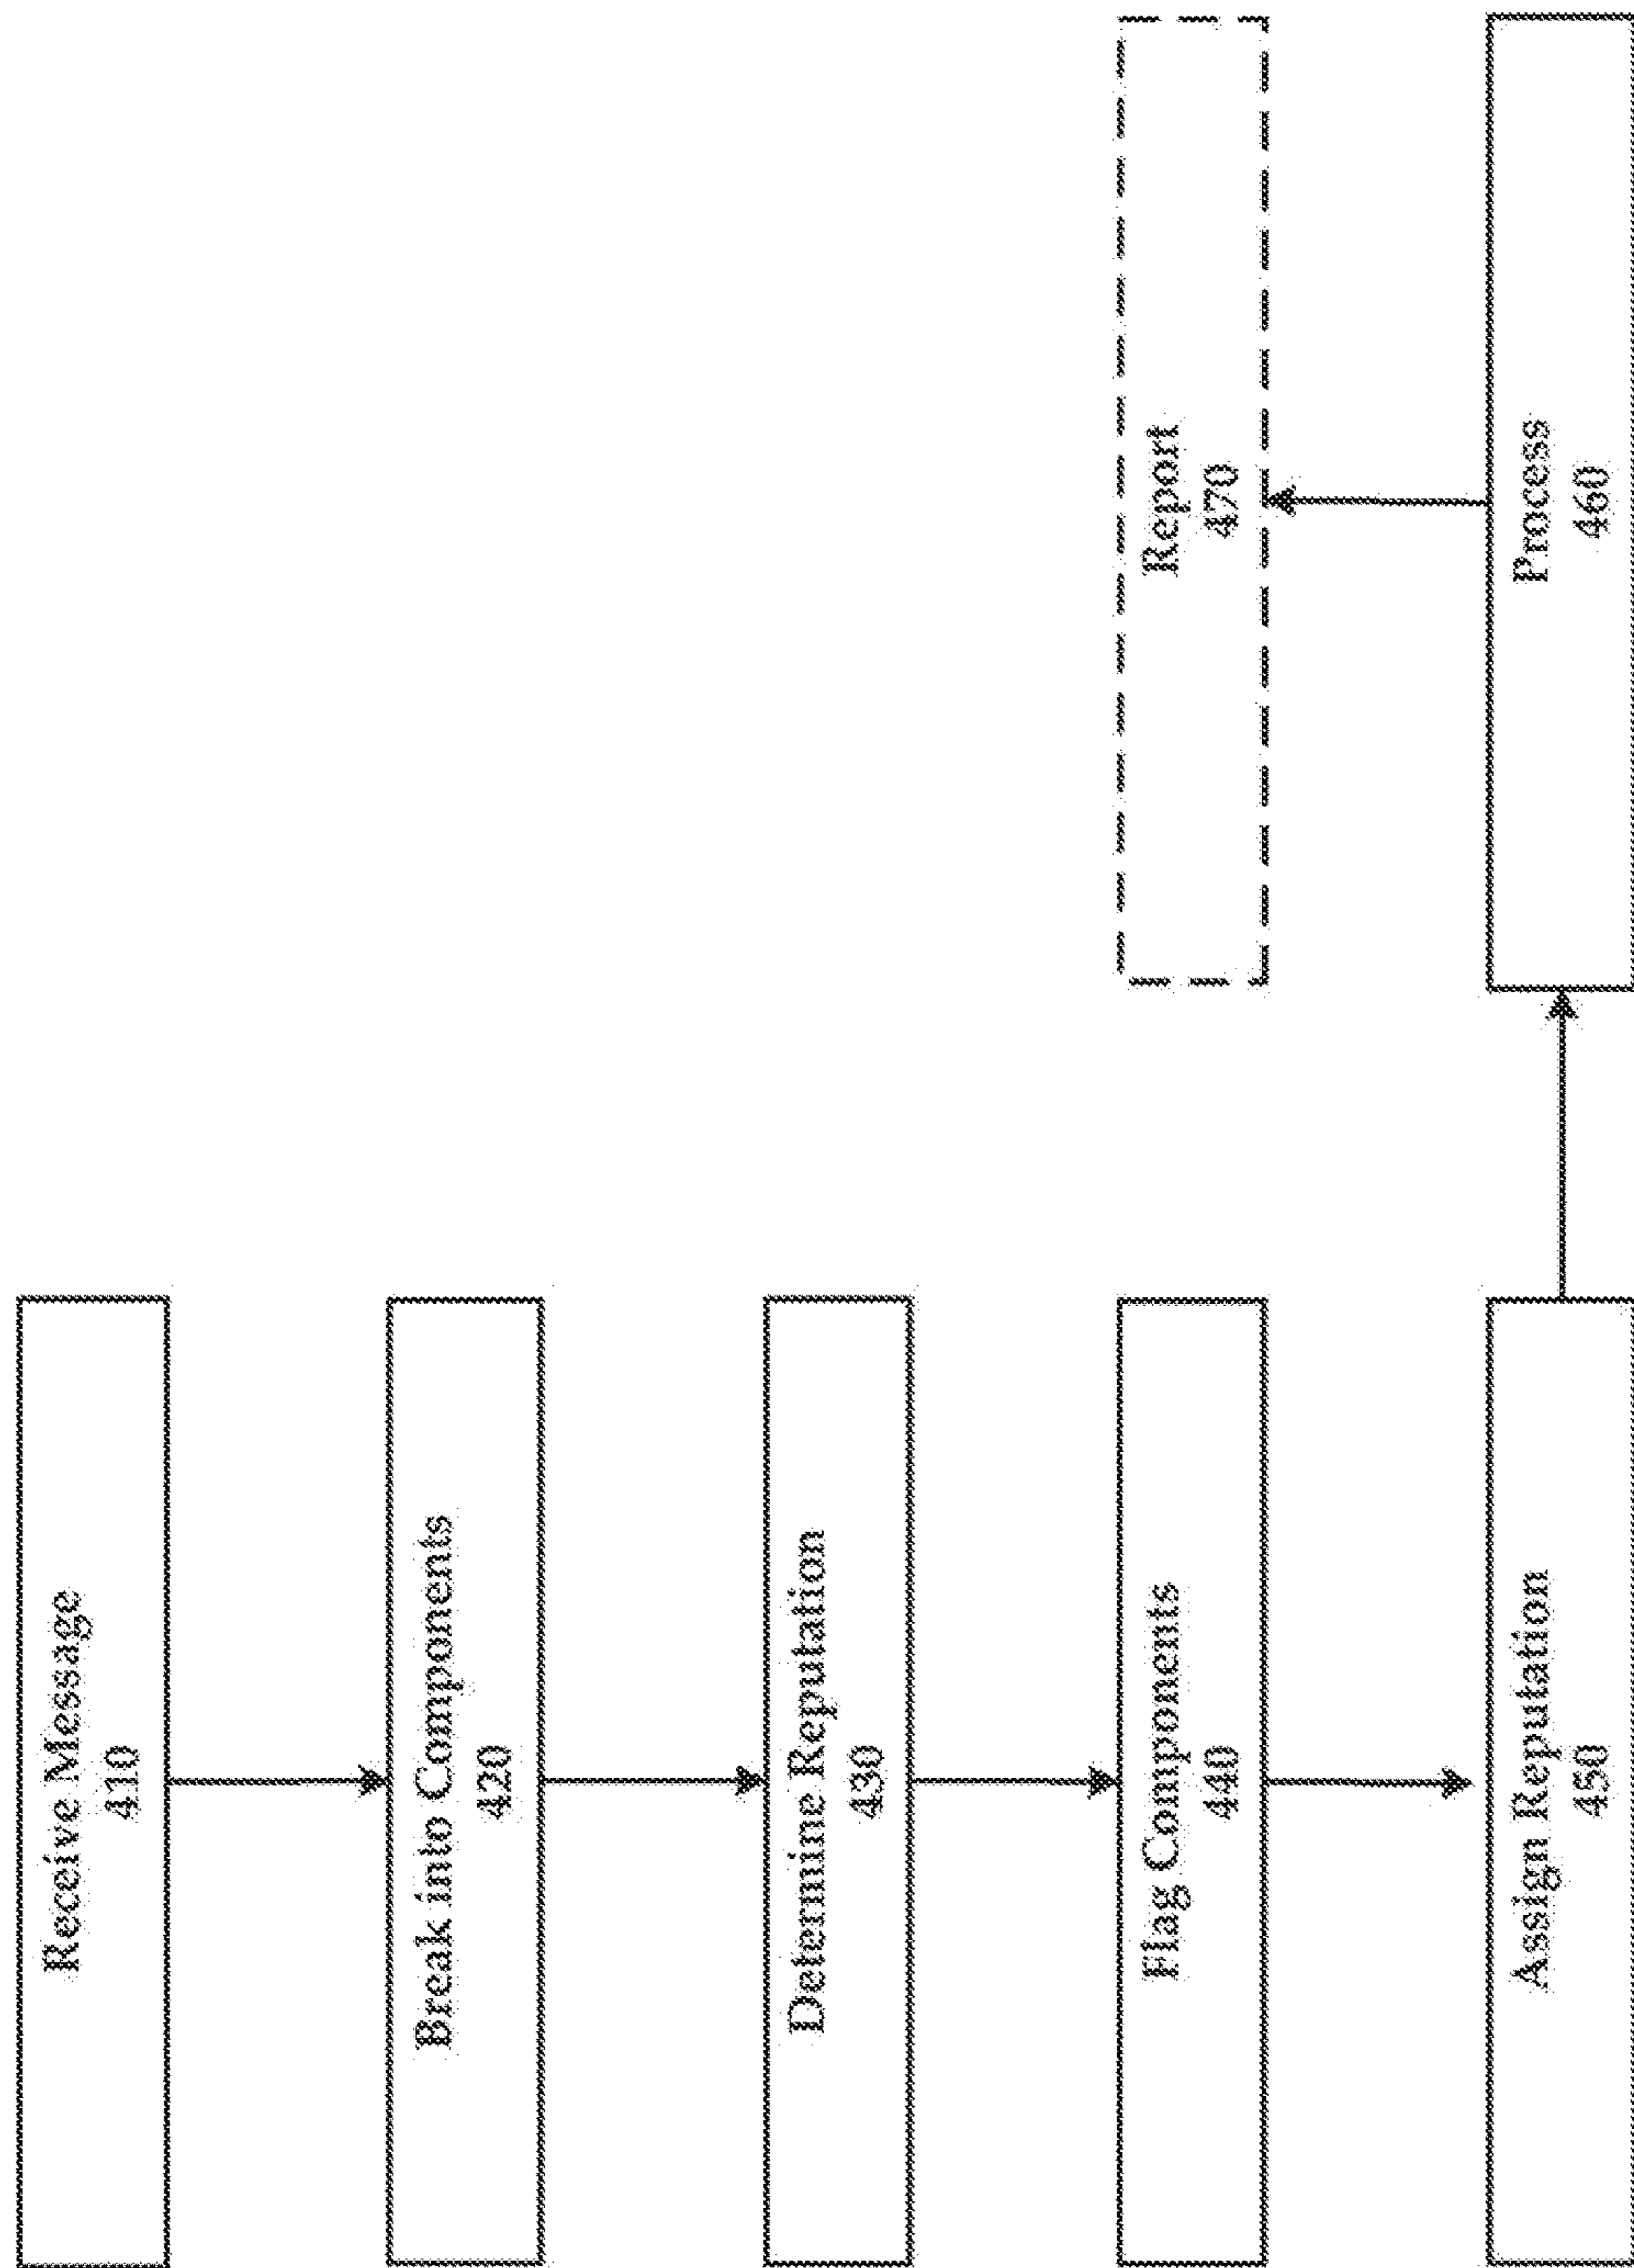 Receive Message
410
Break into Components
420
Determine Reputation
430
Flag Components
440
Assign Reputation
450
Process
460
Report
470